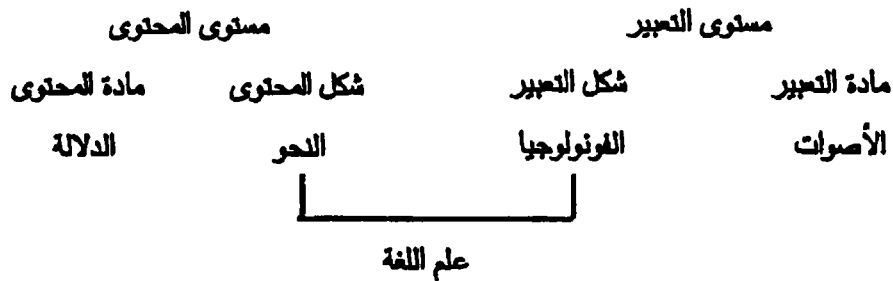 مستوى التعبير مستوى المحتوى
مادة التعبير شكل التعبير شكل المحتوى مادة المحتوى
الأصوات الفونولوجيا النحو الدلالة
علم اللغة